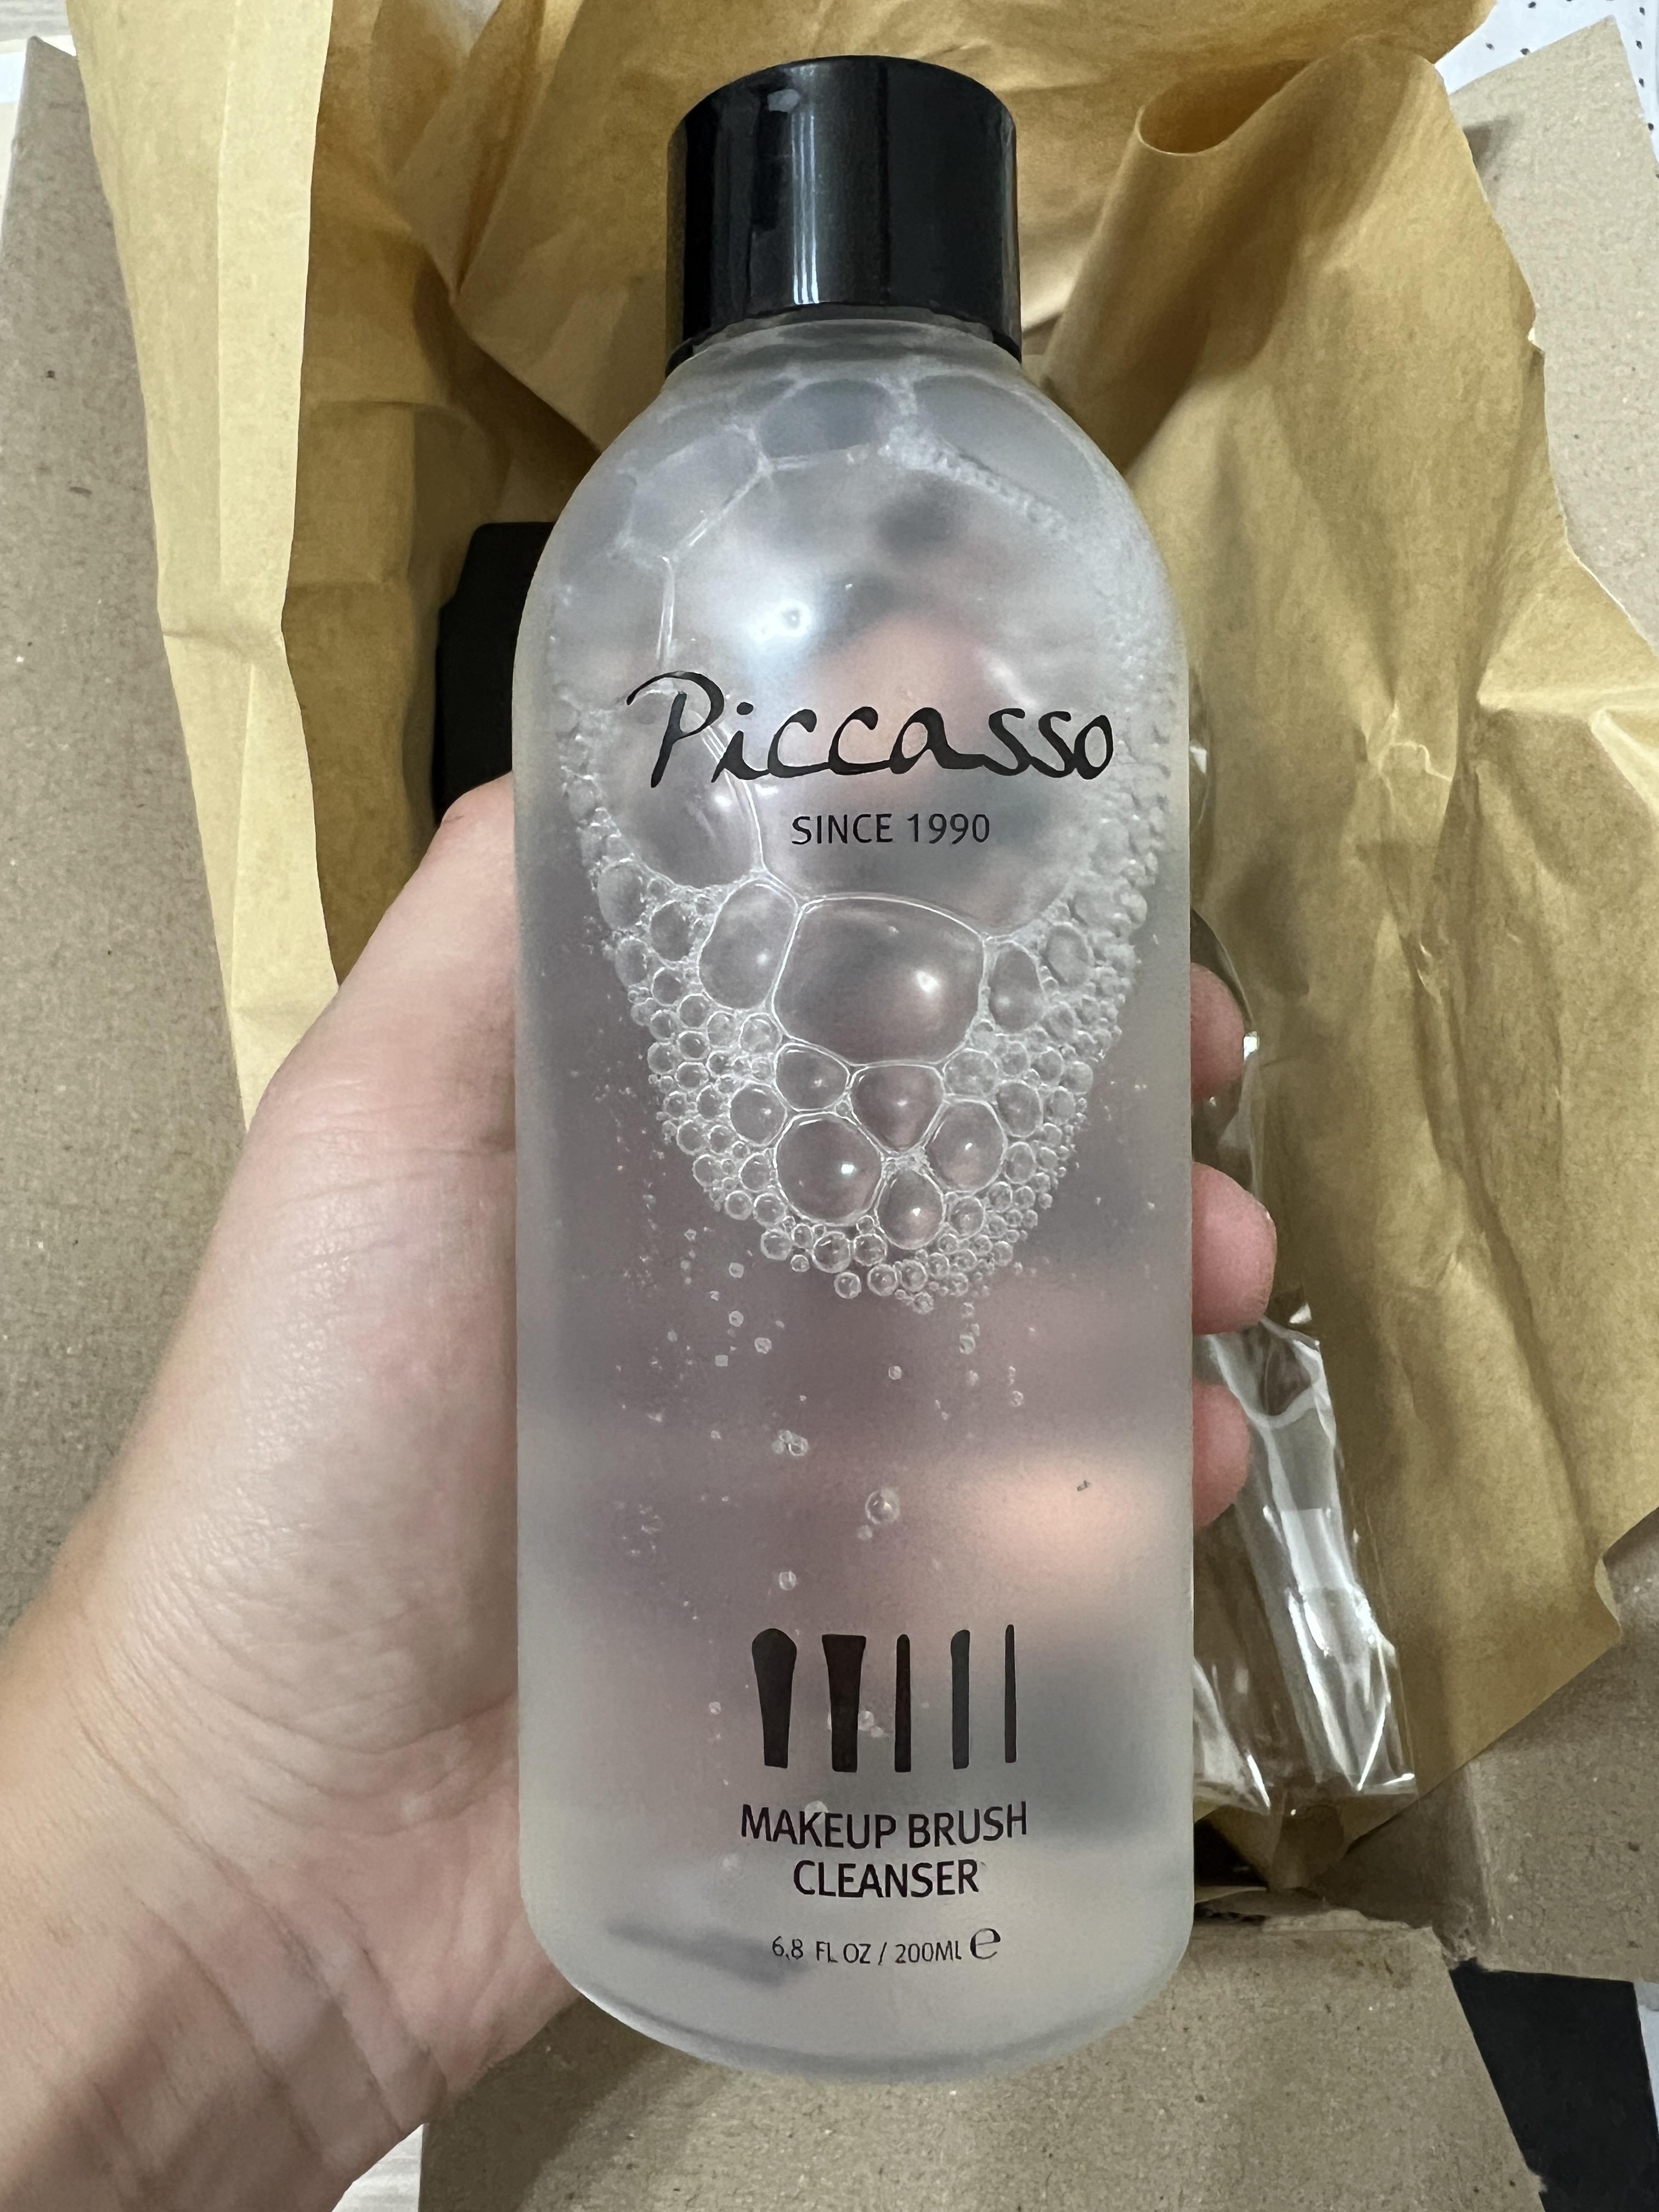 Piccasso
SINCE 1990
MAKEUP BRUSH
CLEANSER
6.8 FL OZ / 200ML ℮